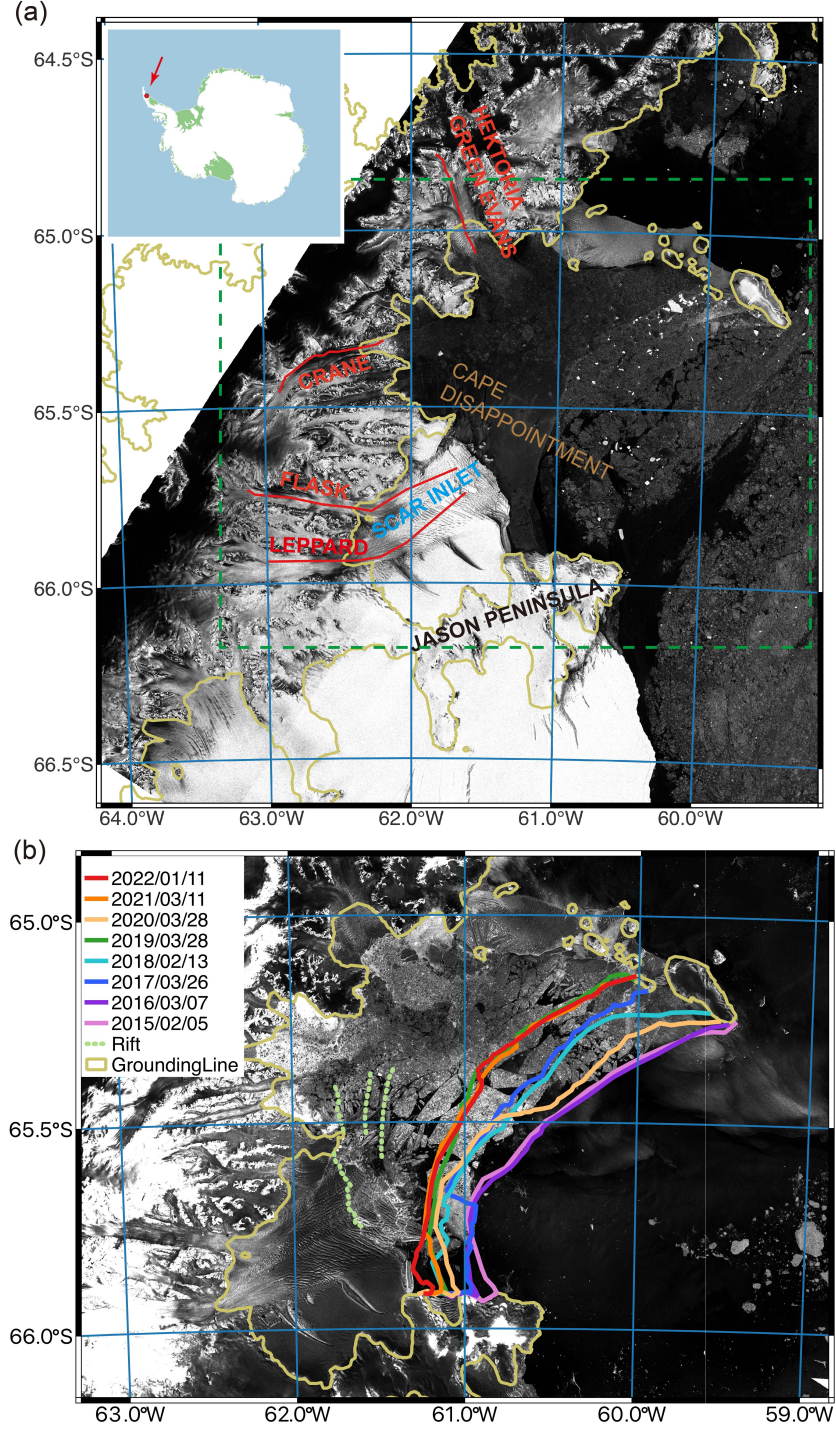 (a)
64.5°S
HEKTORIA
GREEN EVANS
65.0°S
CRANE
CAPE
DISAPPOINTMENT
65.5°S
FLASK
SCAR INLET
LEPPARD
66.0°S
JASON PENINSULA
66.5°S
64.0°W 63.0°W 62.0°W 61.0°W 60.0°W
(b)
2022/01/11
2021/03/11
2020/03/28
2019/03/28
2018/02/13
2017/03/26
2016/03/07
2015/02/05
Rift
GroundingLine
65.0°S
65.5°S
66.0°S
63.0°W 62.0°W 61.0°W 60.0°W 59.0°W